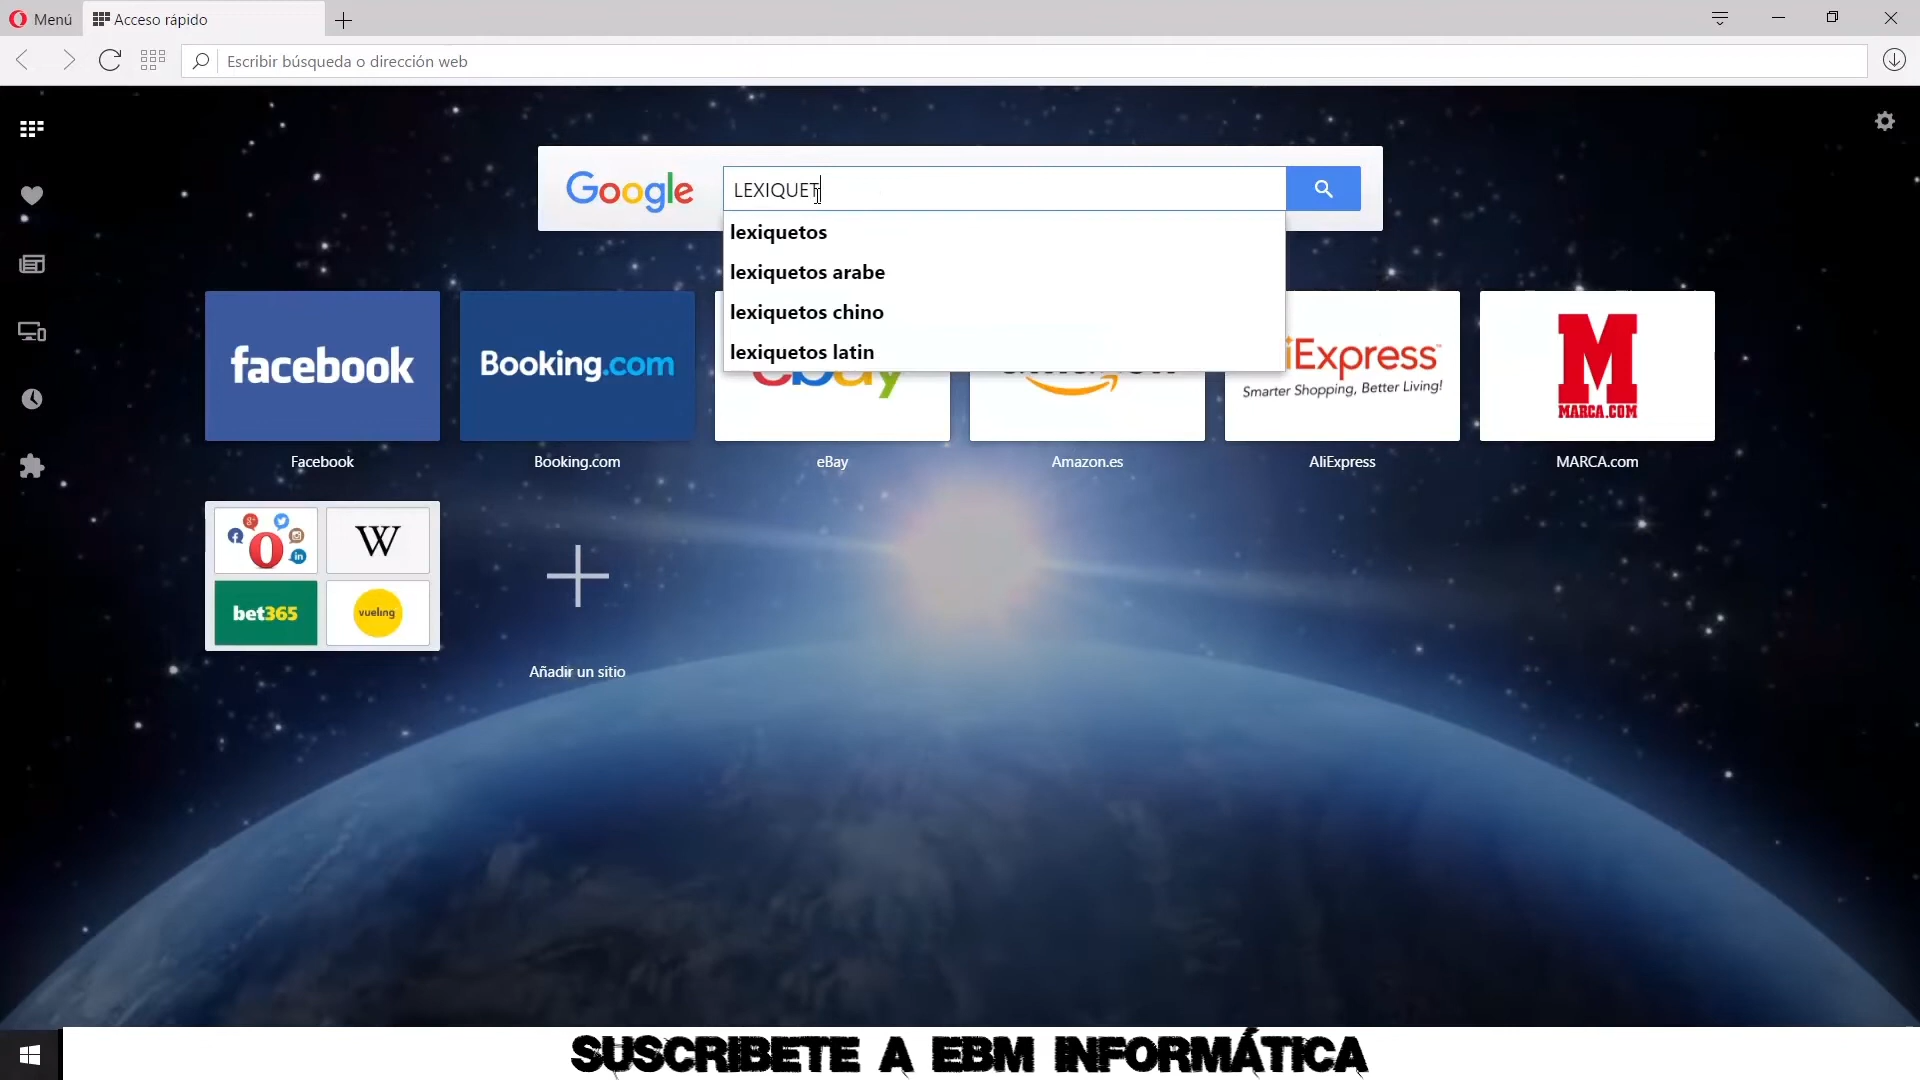 Menú
Acceso rápido
Escribir búsqueda o dirección web
Google
LEXIQUET
lexiquetos
lexiquetos arabe
lexiquetos chino
lexiquetos latin
facebook
Booking.com
ebay
iExpress
Smarter Shopping, Better Living!
M
MARCA.COM
Facebook
Booking.com
eBay
Amazon.es
AliExpress
MARCA.com
W
bet365
vueling
Añadir un sitio
SUSCRIBETE A EBM INFORMÁTICA